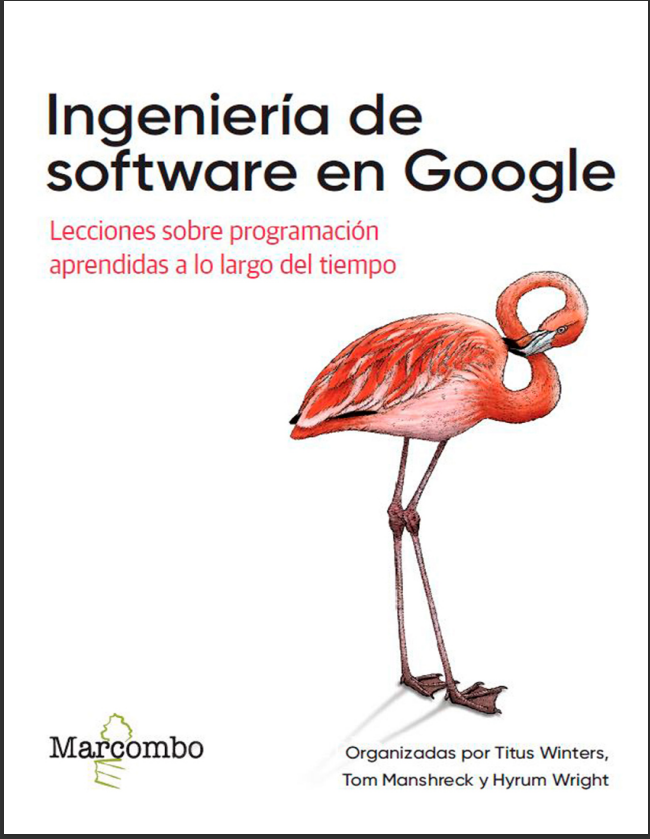 Ingeniería de
software en Google
Lecciones sobre programación
aprendidas a lo largo del tiempo
Marcombo
Organizadas por Titus Winters,
Tom Manshreck y Hyrum Wright